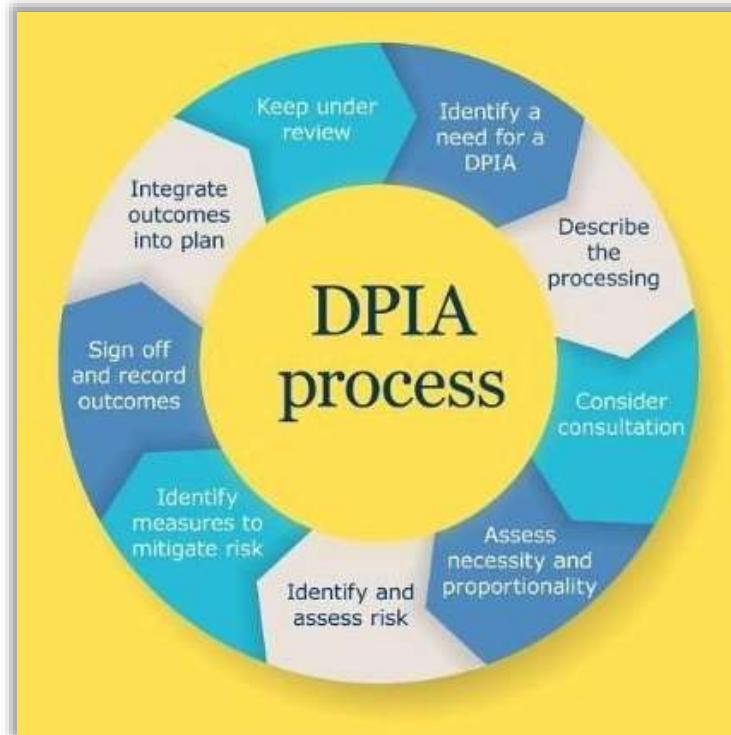 DPIA
process
Identify a
need for a
DPIA
Describe
the
processing
Consider
consultation
Assess
necessity and
proportionality
Identify and
assess risk
Identify
measures to
mitigate risk
Sign off
and record
outcomes
Integrate
outcomes
into plan
Keep under
review